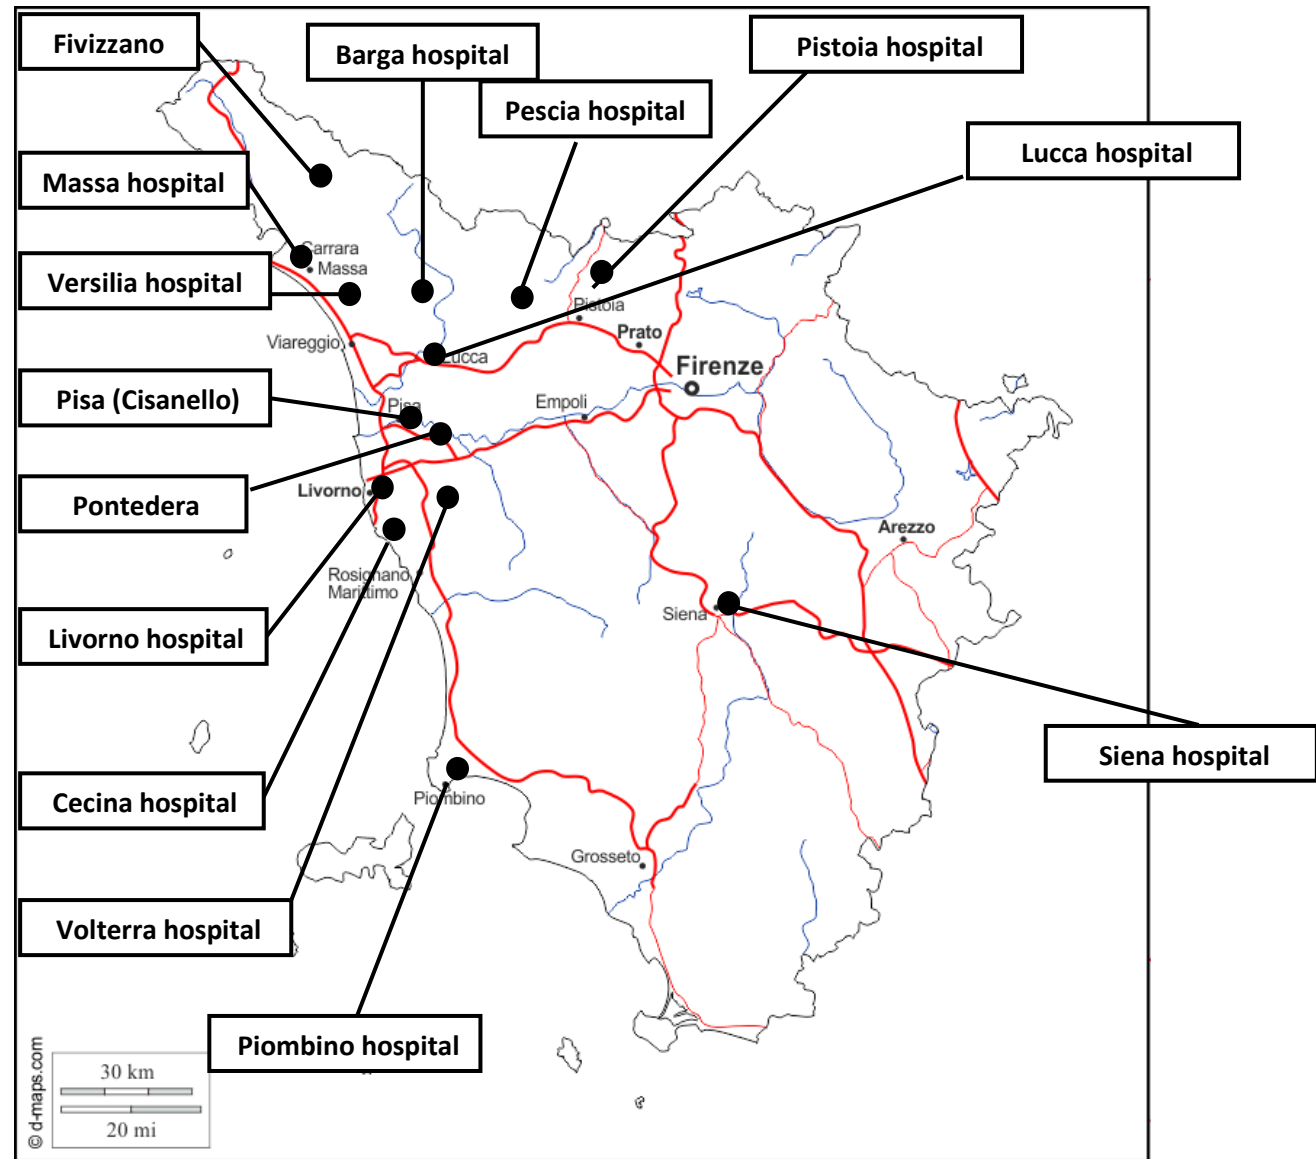 Fivizzano
Barga hospital
Pistoia hospital
Pescia hospital
Lucca hospital
Massa hospital
Carrara
Massa
Versilia hospital
Pistoia
Prato
Viareggio
Lucca
Firenze
Pisa (Cisanello)
Pisa
Empoli
Pontedera
Livorno
Arezzo
Rosignano
Marittimo
Siena
Livorno hospital
Siena hospital
Cecina hospital
Piombino
Grosseto
Volterra hospital
Piombino hospital
30 km
20 mi
© d-maps.com